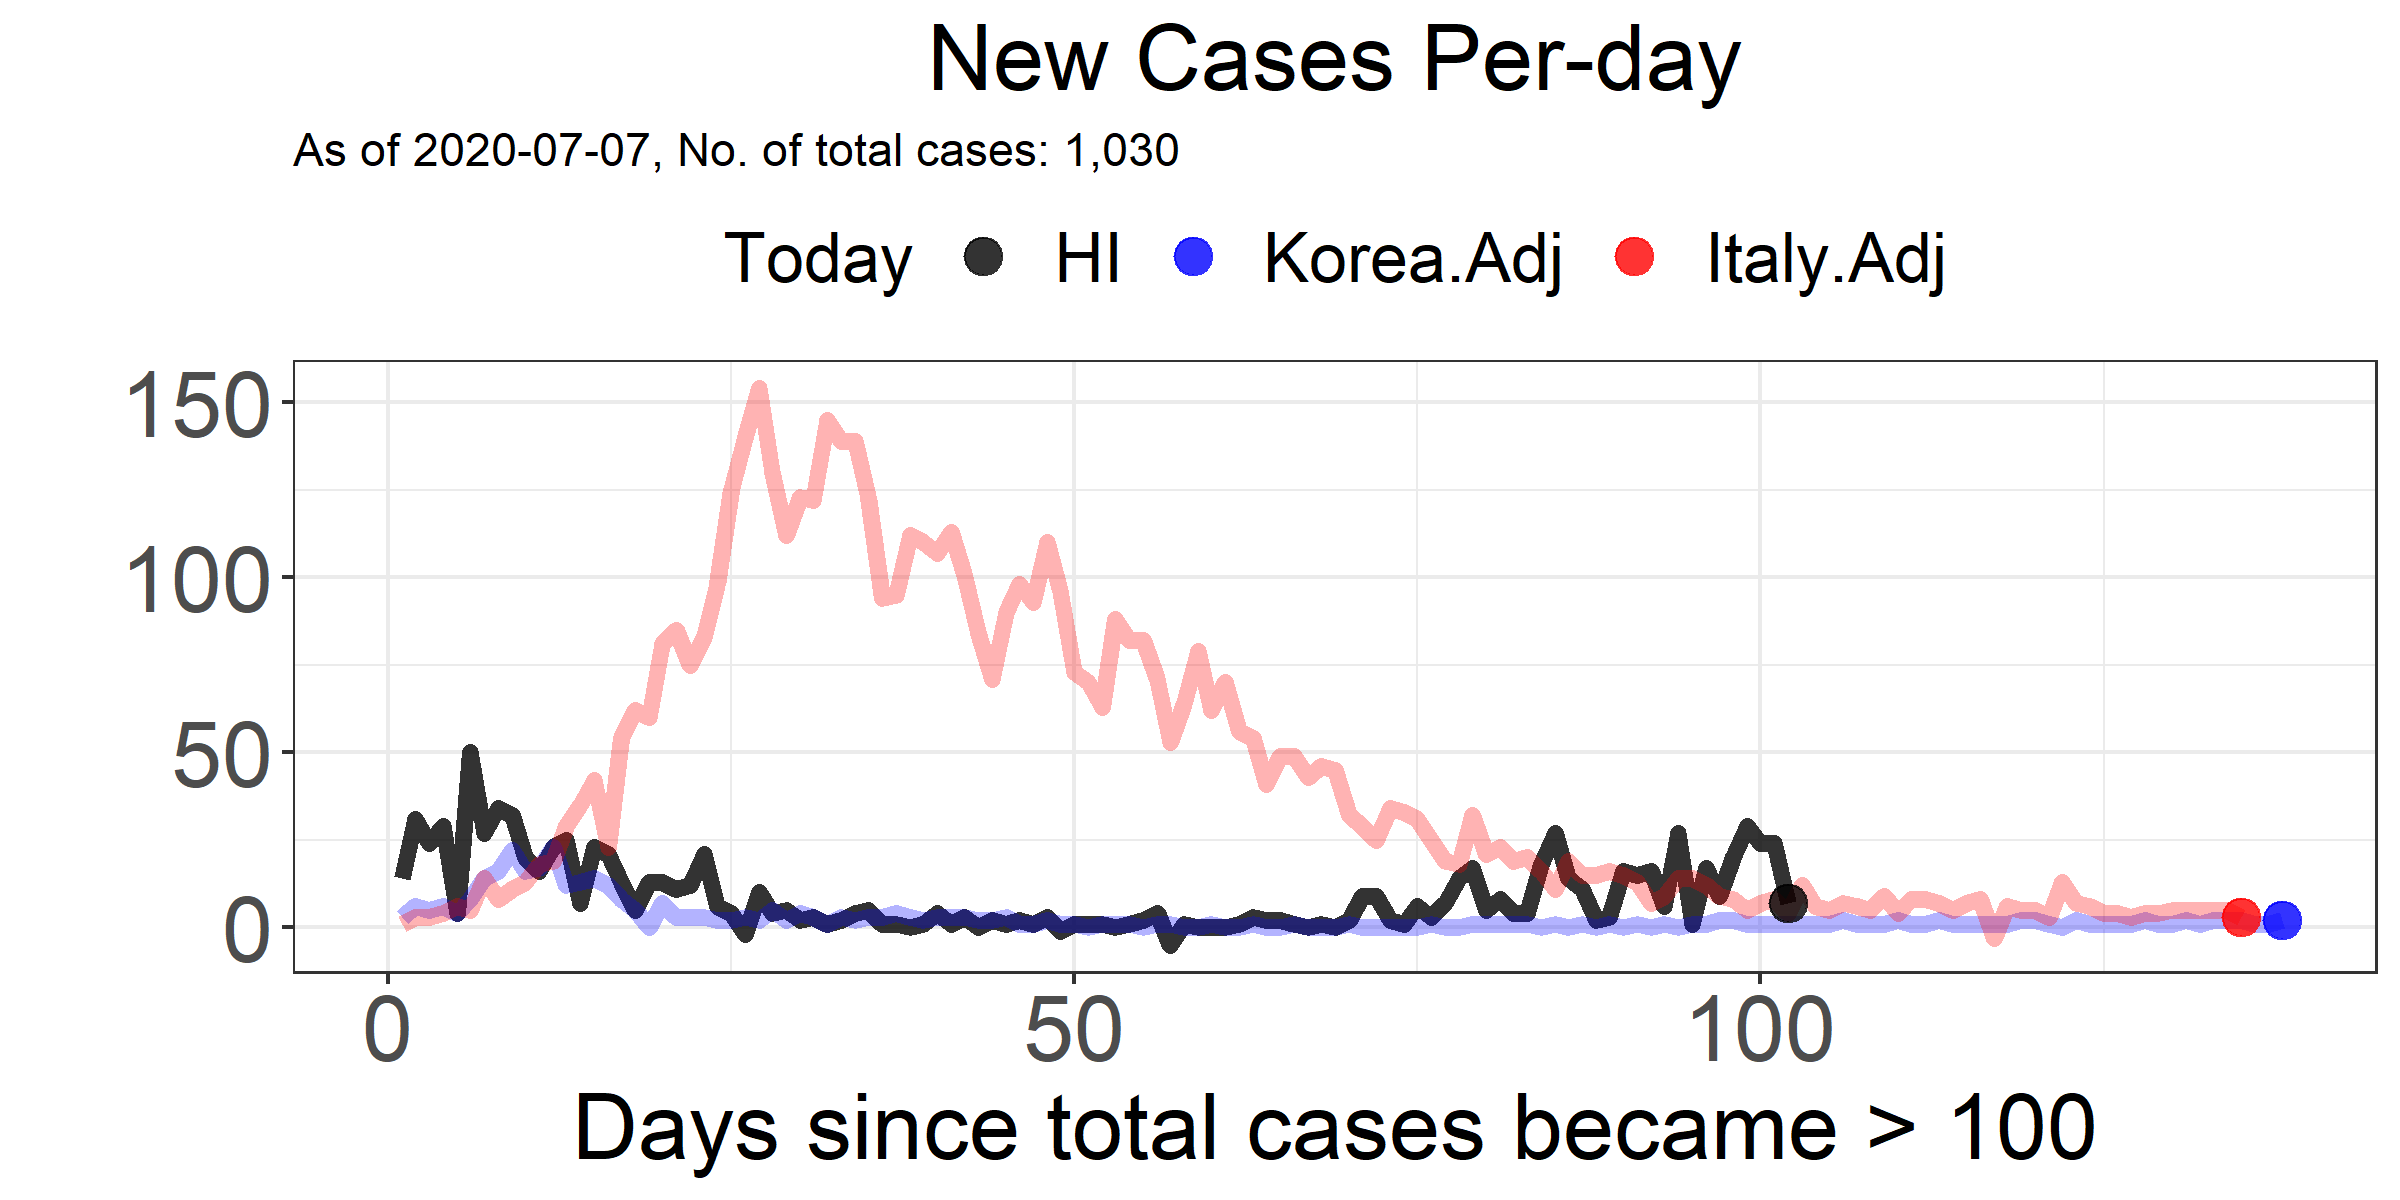 New Cases Per-day
As of 2020-07-07, No. of total cases: 1,030
Today HI Korea.Adj Italy.Adj
150
100
50
0
0 50 100
Days since total cases became > 100